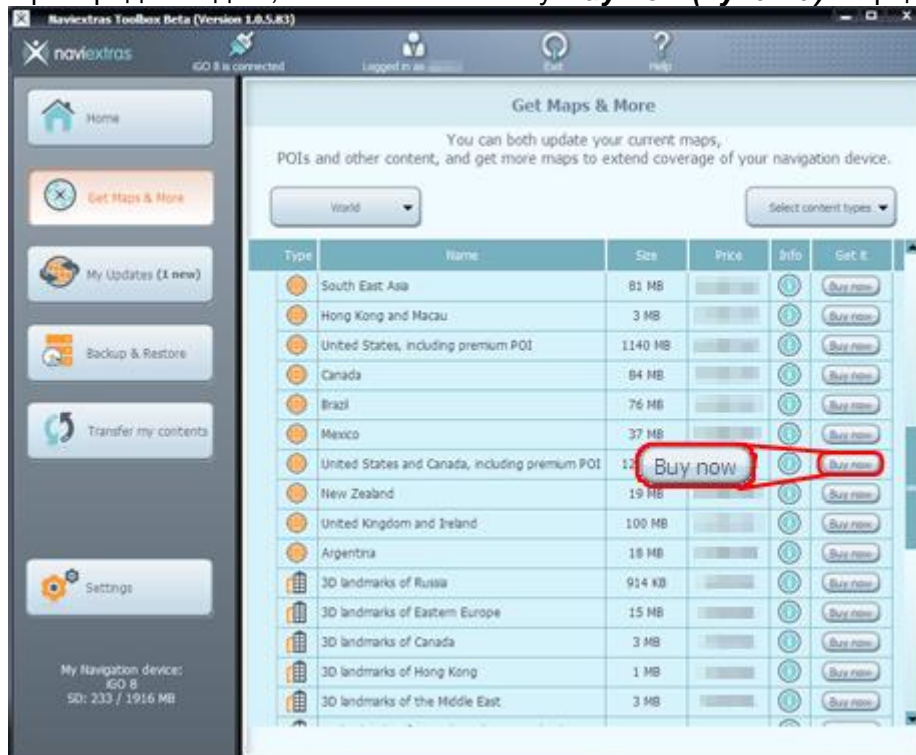 Naviextras Toolbox Beta (Version 1.0.5.83)
naviextras
iGO 8 is connected
Logged in as
Exit
Help
Home
Get Maps & More
My Updates (1 new)
Backup & Restore
Transfer my contents
Settings
My Navigation device:
iGO 8
SD: 233 / 1916 MB
Get Maps & More
You can both update your current maps,
POIs and other content, and get more maps to extend coverage of your navigation device.
World
Select content types
Type Name Size Price Info Get it
South East Asia 81 MB Buy now
Hong Kong and Macau 3 MB Buy now
United States, including premium POI 1140 MB Buy now
Canada 84 MB Buy now
Brazil 76 MB Buy now
Mexico 37 MB Buy now
United States and Canada, including premium POI Buy now Buy now
New Zealand 19 MB Buy now
United Kingdom and Ireland 100 MB Buy now
Argentina 18 MB Buy now
3D landmarks of Russia 914 KB Buy now
3D landmarks of Eastern Europe 15 MB Buy now
3D landmarks of Canada 3 MB Buy now
3D landmarks of Hong Kong 1 MB Buy now
3D landmarks of the Middle East 3 MB Buy now